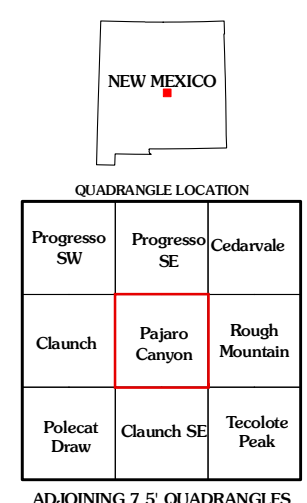 NEW MEXICO
QUADRANGLE LOCATION
Progresso SW
Progresso SE
Cedarvale
Claunch
Pajaro Canyon
Rough Mountain
Polecat Draw
Claunch SE
Tecolote Peak
ADJOINING 7.5' QUADRANGLES